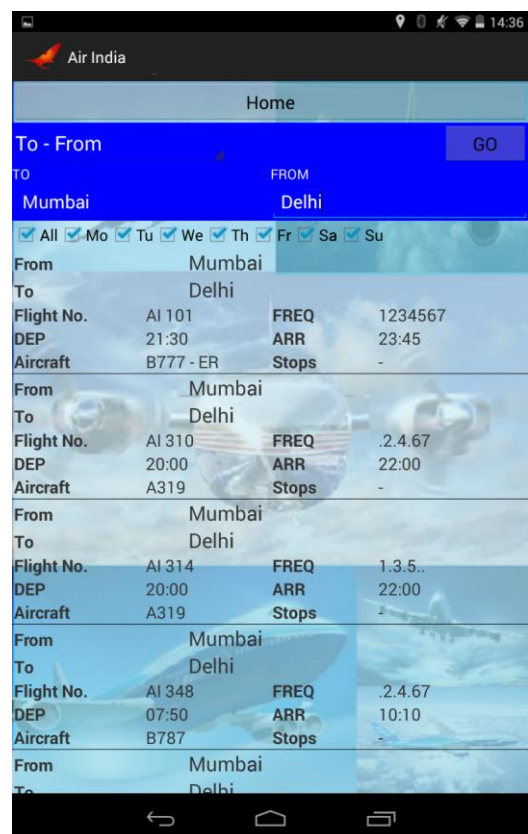 14:36
Air India
Home
To - From GO
TO FROM
Mumbai Delhi
All Mo Tu We Th Fr Sa Su
From Mumbai
To Delhi
Flight No. AI 101 FREQ 1234567
DEP 21:30 ARR 23:45
Aircraft B777 - ER Stops -
From Mumbai
To Delhi
Flight No. AI 310 FREQ .2.4.67
DEP 20:00 ARR 22:00
Aircraft A319 Stops -
From Mumbai
To Delhi
Flight No. AI 314 FREQ 1.3.5..
DEP 20:00 ARR 22:00
Aircraft A319 Stops -
From Mumbai
To Delhi
Flight No. AI 348 FREQ .2.4.67
DEP 07:50 ARR 10:10
Aircraft B787 Stops -
From Mumbai
To Delhi